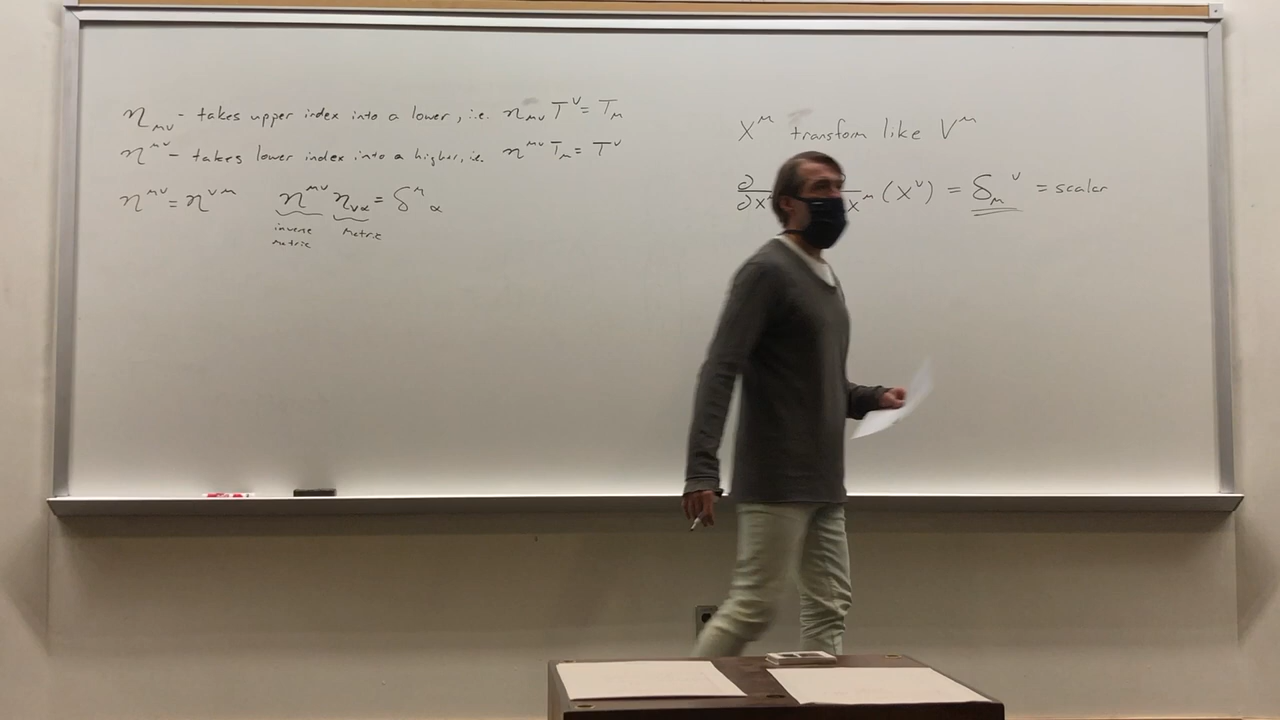 η_μν - takes upper index into a lower, i.e. η_μν T^ν = T_μ
η^μν - takes lower index into a higher, i.e. η^μν T_μ = T^ν
η^μν = η^νμ η^μν η_να = δ^μ_α
inverse metric
metric
X^μ transform like V^μ
∂/∂x x^μ (X^ν) = δ_μ^ν = scalar